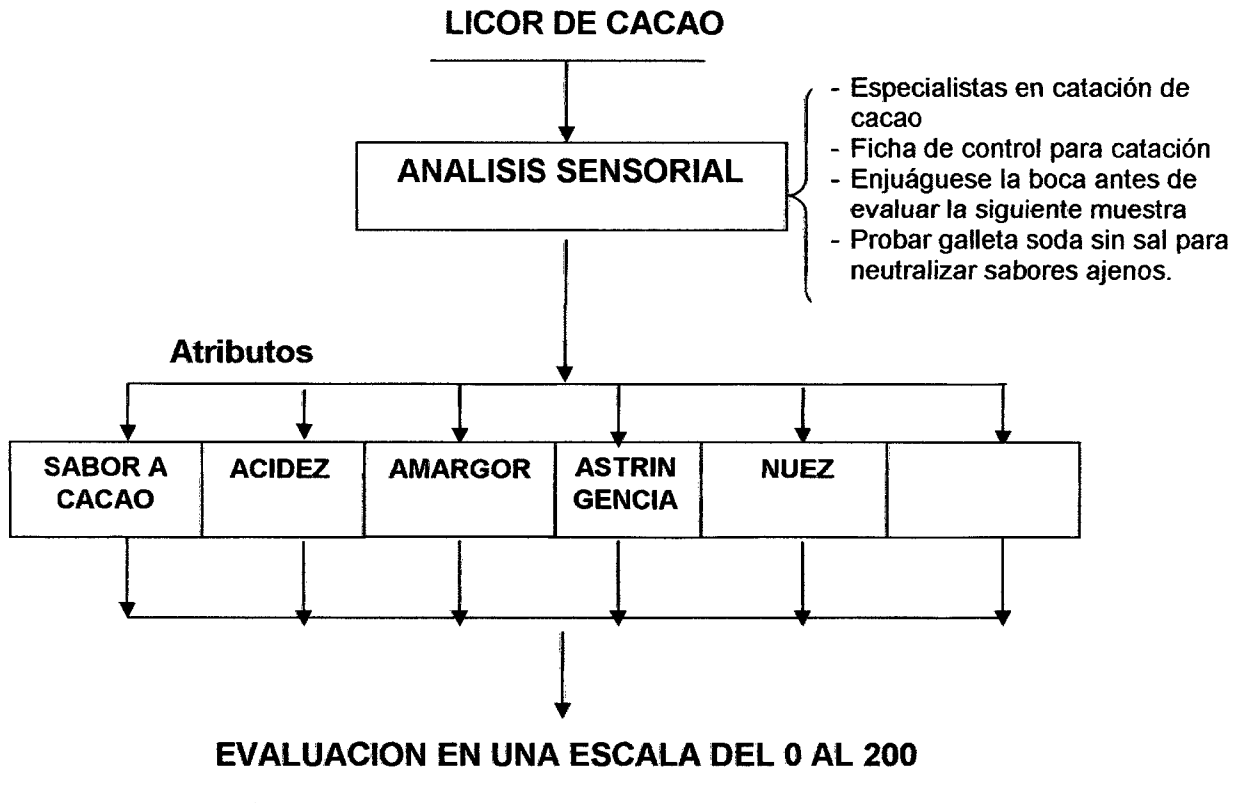 LICOR DE CACAO
ANALISIS SENSORIAL
- Especialistas en catación de
cacao
- Ficha de control para catación
- Enjuáguese la boca antes de
evaluar la siguiente muestra
- Probar galleta soda sin sal para
neutralizar sabores ajenos.
Atributos
SABOR A
CACAO
ACIDEZ
AMARGOR
ASTRIN
GENCIA
NUEZ
EVALUACION EN UNA ESCALA DEL 0 AL 200